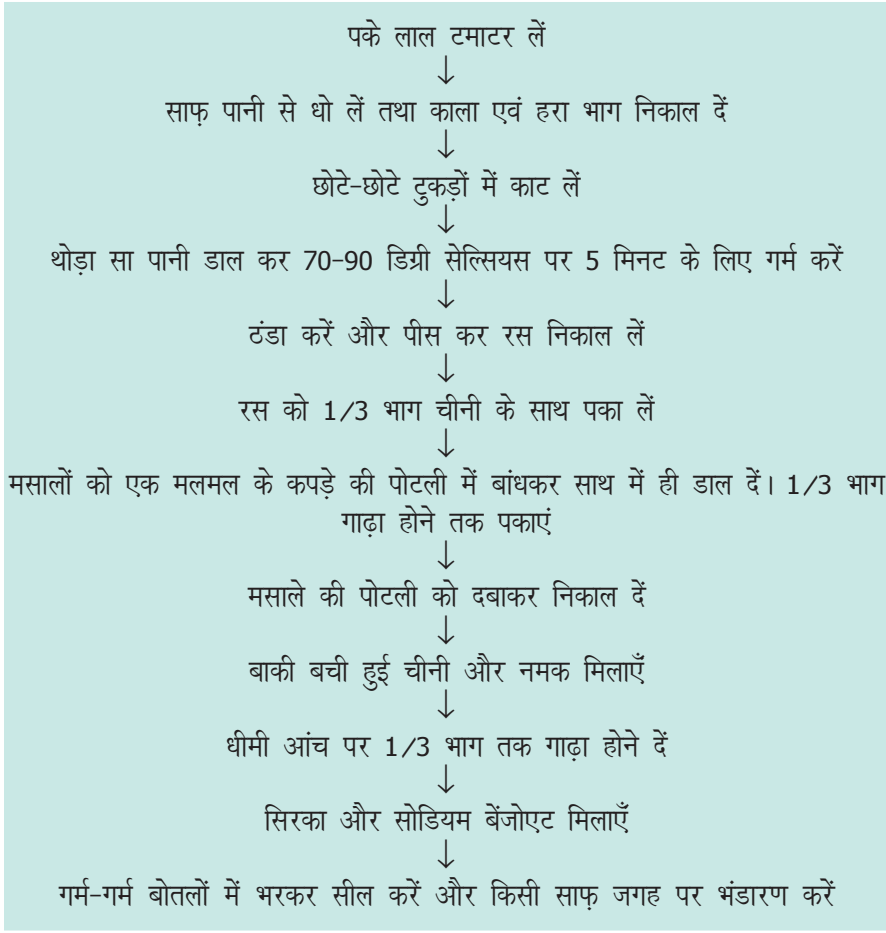 पके लाल टमाटर लें
↓
साफ़ पानी से धो लें तथा काला एवं हरा भाग निकाल दें
↓
छोटे-छोटे टुकड़ों में काट लें
↓
थोड़ा सा पानी डाल कर 70-90 डिग्री सेल्सियस पर 5 मिनट के लिए गर्म करें
↓
ठंडा करें और पीस कर रस निकाल लें
↓
रस को 1/3 भाग चीनी के साथ पका लें
↓
मसालों को एक मलमल के कपड़े की पोटली में बांधकर साथ में ही डाल दें। 1/3 भाग
गाढ़ा होने तक पकाएं
↓
मसाले की पोटली को दबाकर निकाल दें
↓
बाकी बची हुई चीनी और नमक मिलाएँ
↓
धीमी आंच पर 1/3 भाग तक गाढ़ा होने दें
↓
सिरका और सोडियम बेंजोएट मिलाएँ
↓
गर्म-गर्म बोतलों में भरकर सील करें और किसी साफ़ जगह पर भंडारण करें